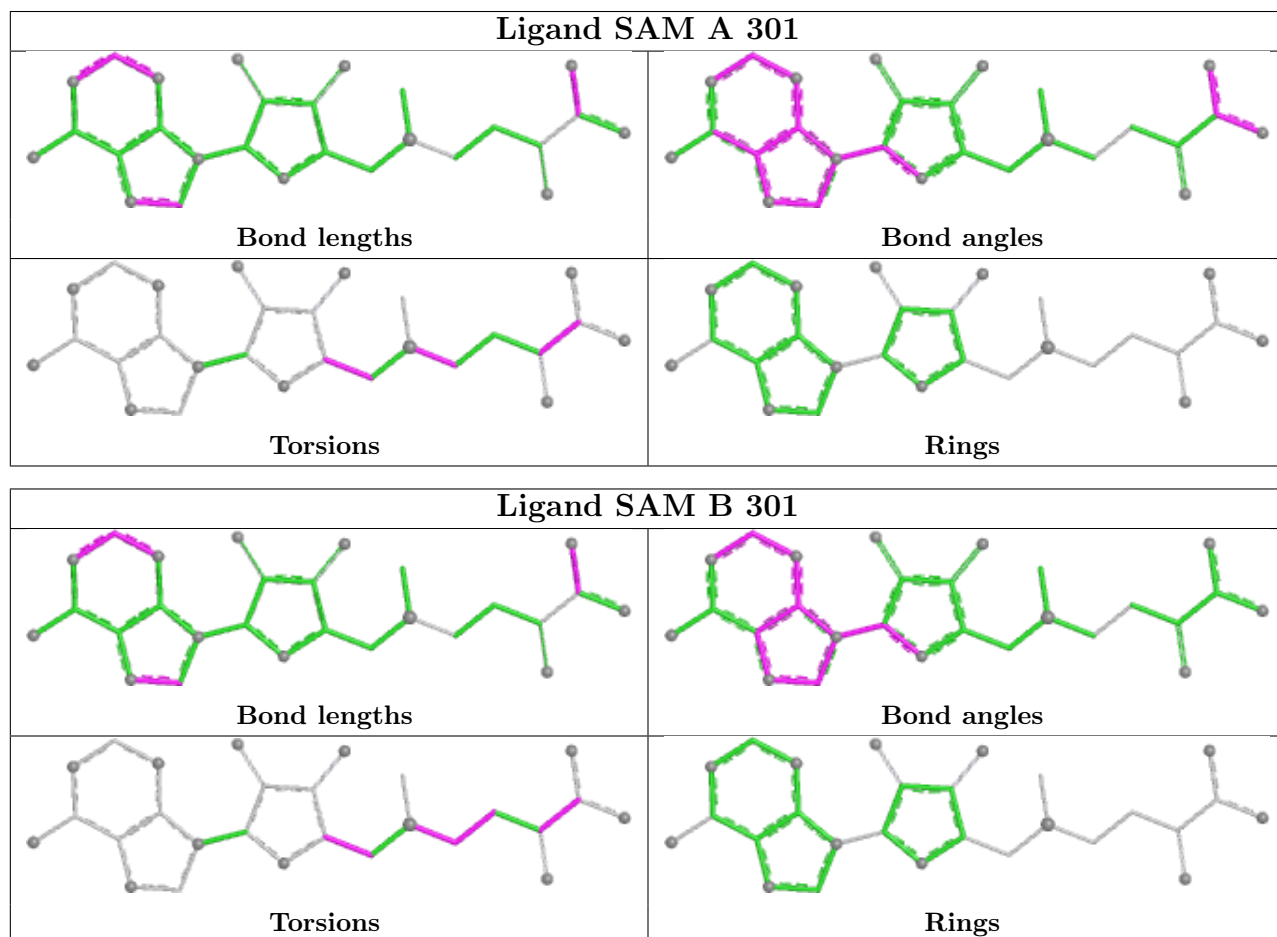 Ligand SAM A 301
Bond lengths
Bond angles
Torsions
Rings
Ligand SAM B 301
Bond lengths
Bond angles
Torsions
Rings